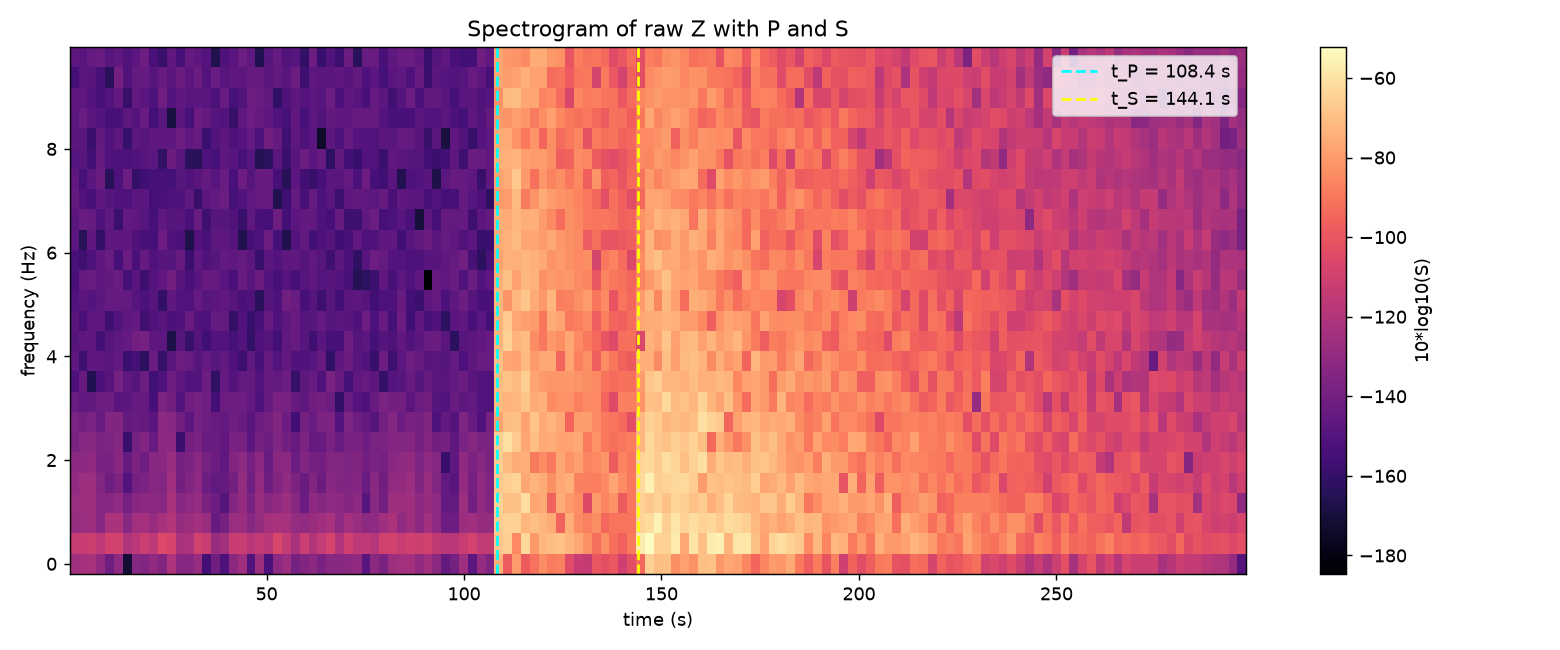 Spectrogram of raw Z with P and S
t_P = 108.4 s
t_S = 144.1 s
frequency (Hz)
8
6
4
2
0
50
100
150
200
250
time (s)
−60
−80
−100
−120
−140
−160
−180
10*log10(S)